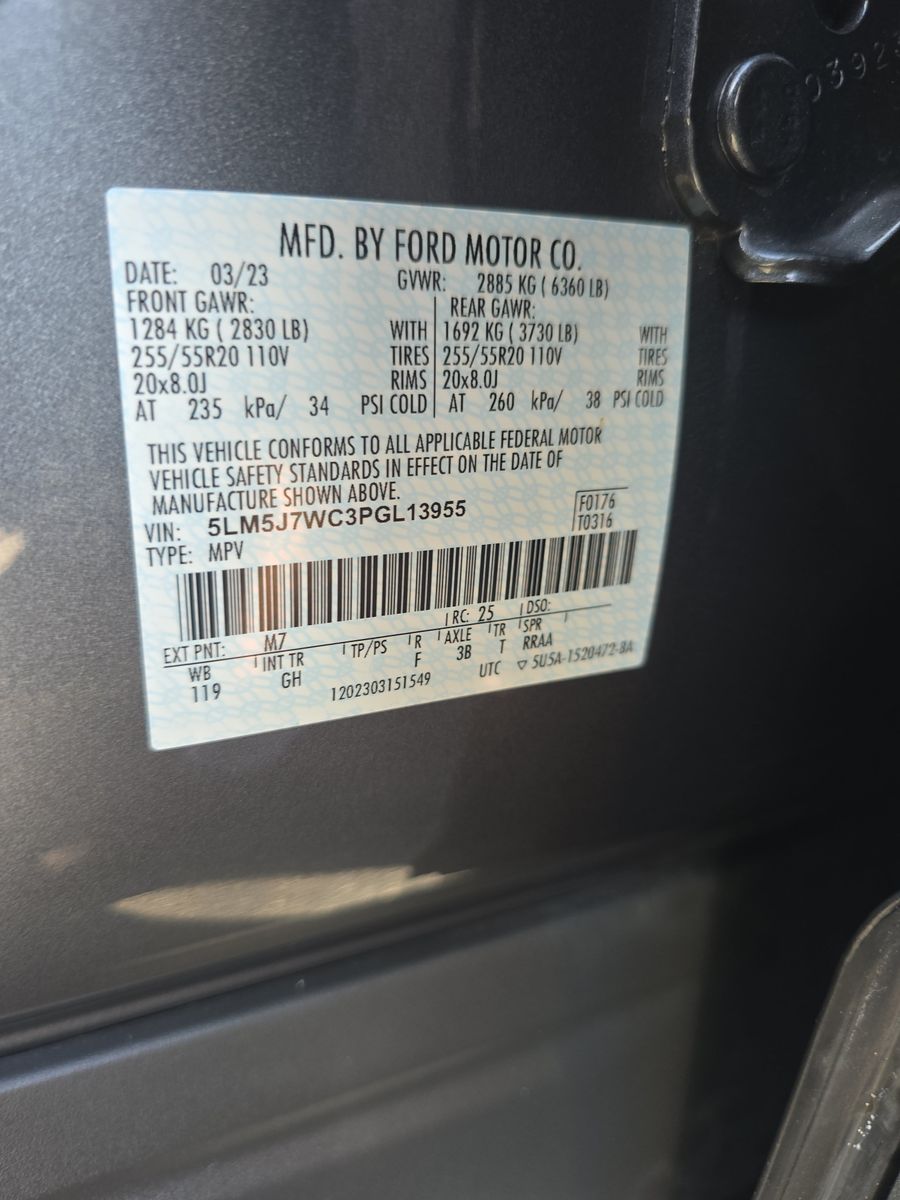 MFD. BY FORD MOTOR CO.
DATE: 03/23 GVWR: 2885 KG ( 6360 LB)
FRONT GAWR: REAR GAWR:
1284 KG ( 2830 LB) WITH 1692 KG ( 3730 LB) WITH
255/55R20 110V TIRES 255/55R20 110V TIRES
20x8.0J RIMS 20x8.0J RIMS
AT 235 kPa/ 34 PSI COLD AT 260 kPa/ 38 PSI COLD
THIS VEHICLE CONFORMS TO ALL APPLICABLE FEDERAL MOTOR
VEHICLE SAFETY STANDARDS IN EFFECT ON THE DATE OF
MANUFACTURE SHOWN ABOVE.
VIN: 5LM5J7WC3PGL13955 F0176
TYPE: MPV T0316
EXT PNT: M7 RC: 25 DSO:
WB INT TR TP/PS R AXLE TR SPR
119 GH F 3B T RRAA
1202303151549 UTC ▽ 5U5A-1520472-BA